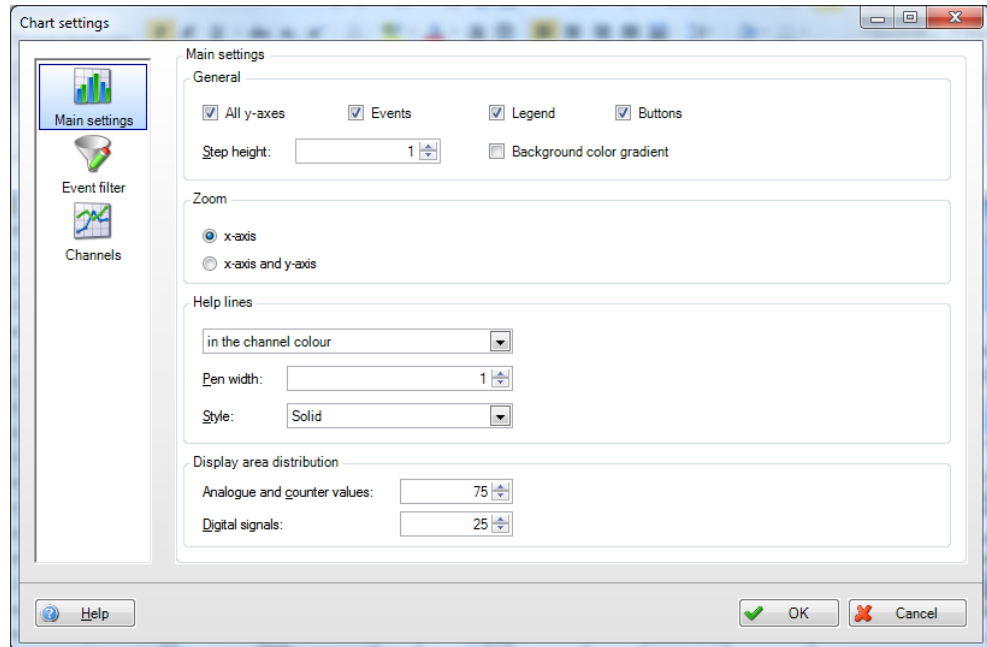 Chart settings
Main settings
Event filter
Channels
Main settings
General
All y-axes Events Legend Buttons
Step height: 1 Background color gradient
Zoom
x-axis
x-axis and y-axis
Help lines
in the channel colour
Pen width: 1
Style: Solid
Display area distribution
Analogue and counter values: 75
Digital signals: 25
Help OK Cancel